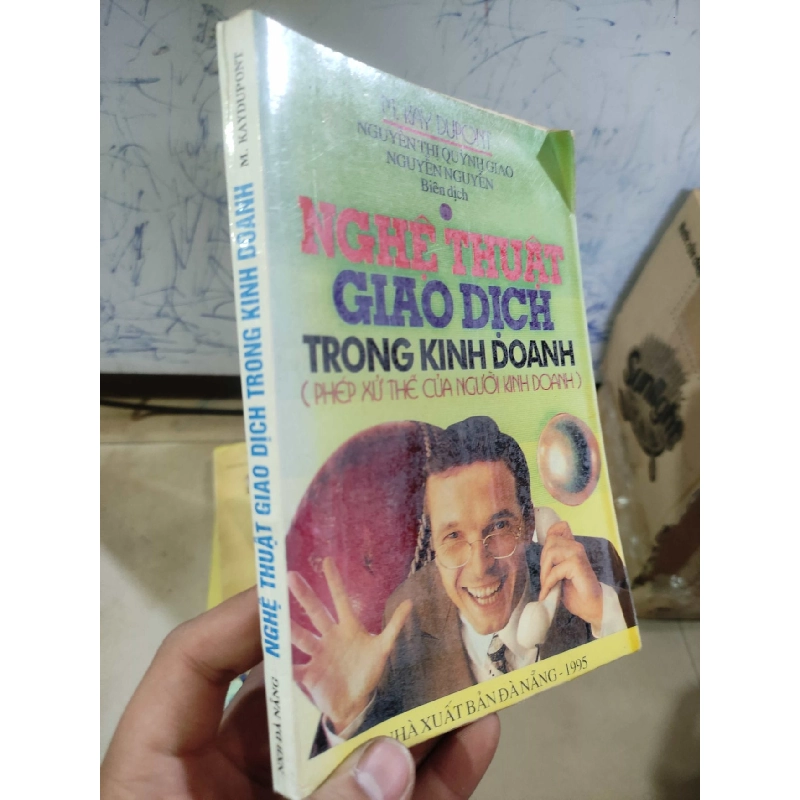 M. KAY DUPONT
NGUYỄN THỊ QUỲNH GIAO
NGUYÊN NGUYÊN
Biên dịch
NGHỆ THUẬT
GIAO DỊCH
TRONG KINH DOANH
( PHÉP XỬ THẾ CỦA NGƯỜI KINH DOANH )
NHÀ XUẤT BẢN ĐÀ NẴNG - 1995
M. KAYDUPONT
NGHỆ THUẬT GIAO DỊCH TRONG KINH DOANH
NXB ĐÀ NẴNG